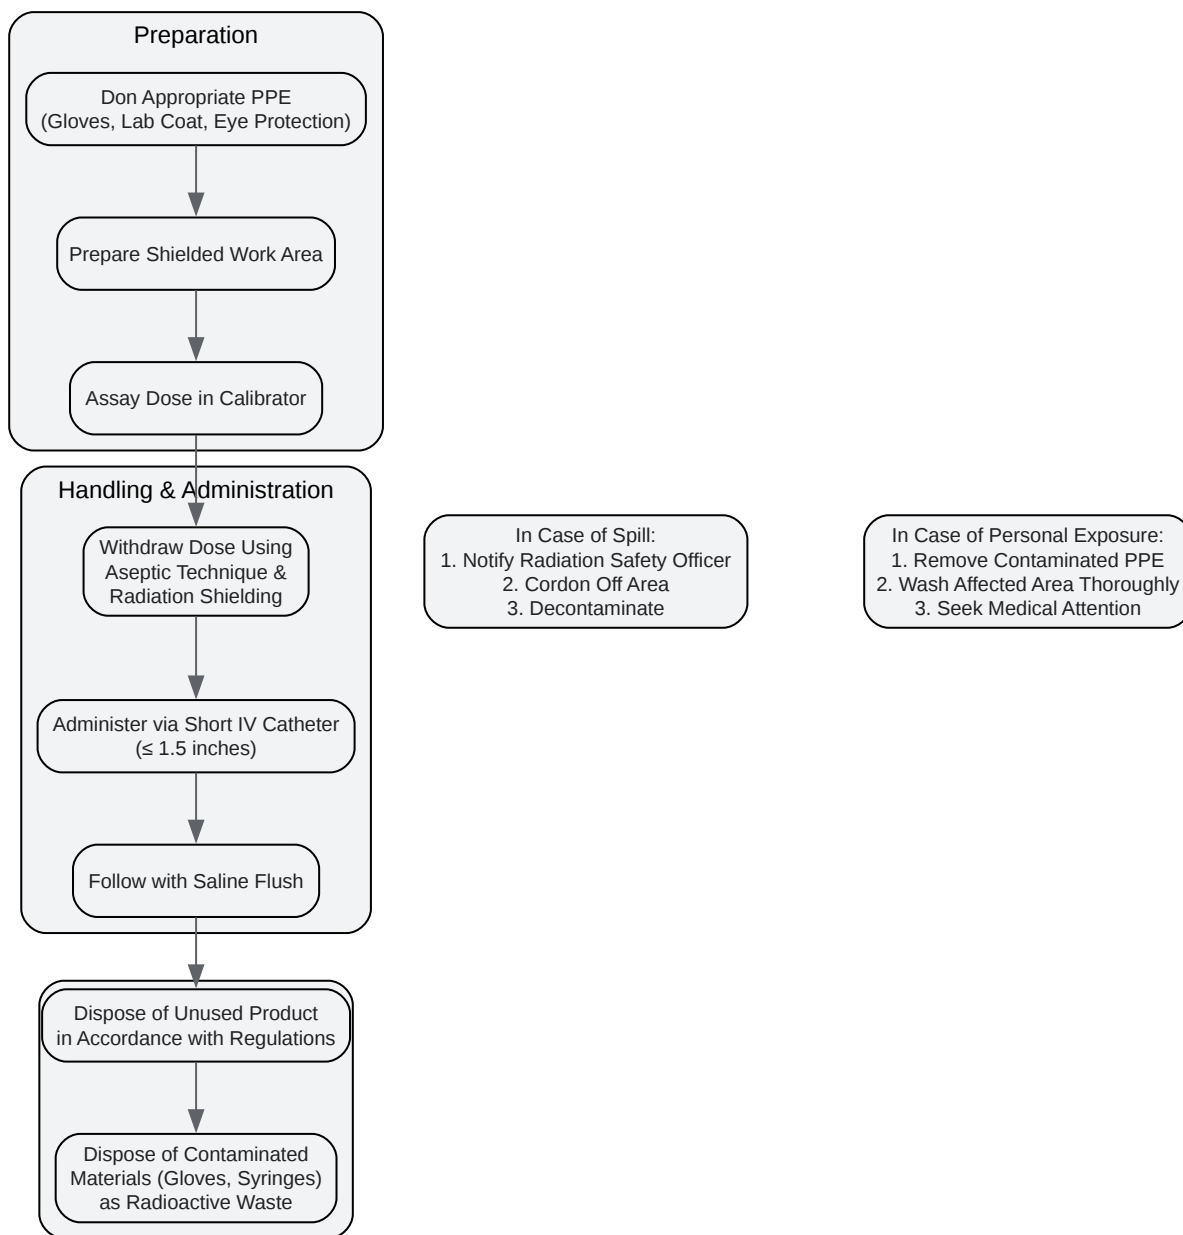 Preparation
Don Appropriate PPE
(Gloves, Lab Coat, Eye Protection)
Prepare Shielded Work Area
Assay Dose in Calibrator
Handling & Administration
Withdraw Dose Using
Aseptic Technique &
Radiation Shielding
Administer via Short IV Catheter
(≤ 1.5 inches)
Follow with Saline Flush
Dispose of Unused Product
in Accordance with Regulations
Dispose of Contaminated
Materials (Gloves, Syringes)
as Radioactive Waste
In Case of Spill:
1. Notify Radiation Safety Officer
2. Cordon Off Area
3. Decontaminate
In Case of Personal Exposure:
1. Remove Contaminated PPE
2. Wash Affected Area Thoroughly
3. Seek Medical Attention